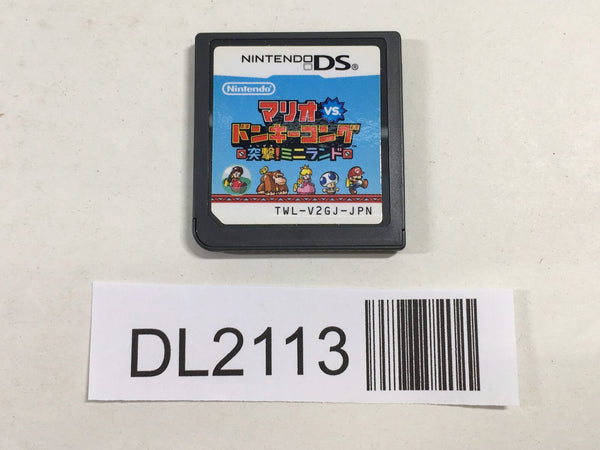 NINTENDO DS®
Nintendo
マリオ VS.
ドンキーコング
突撃!ミニランド
TWL-V2GJ-JPN
DL2113